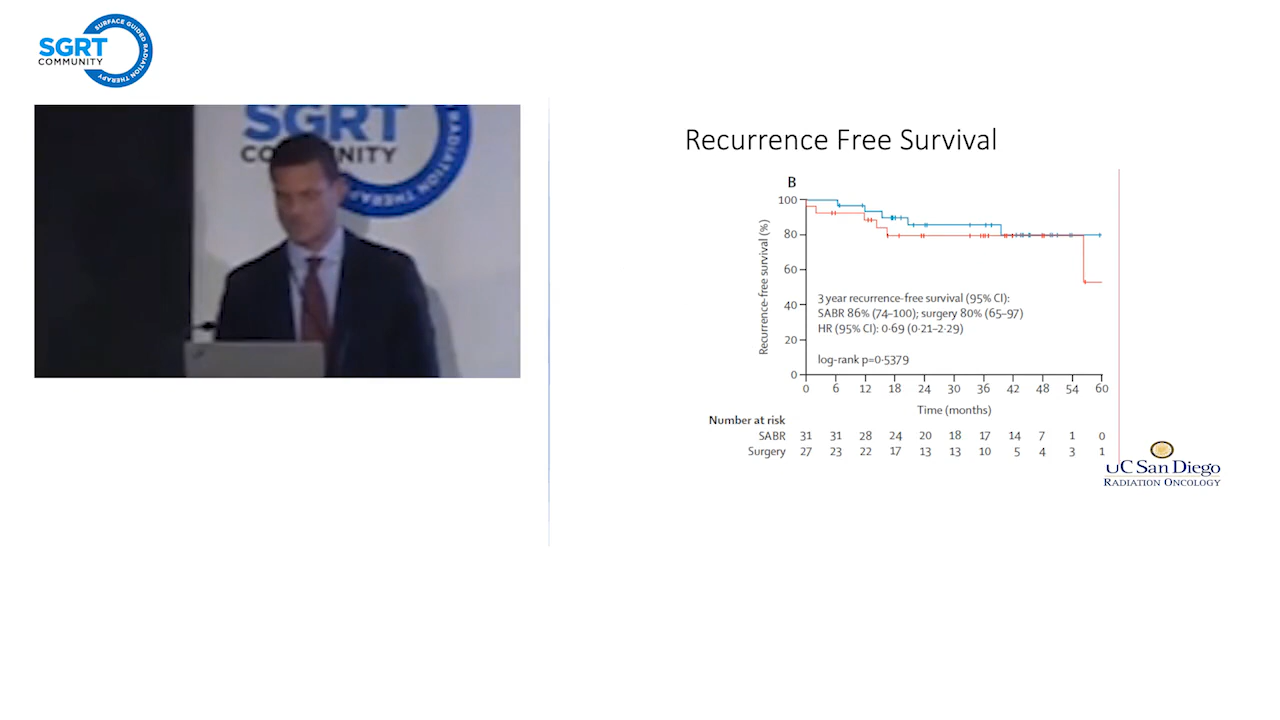 SURFACE GUIDED RADIATION THERAPY
SGRT
COMMUNITY
SGRT
COMMUNITY
RADIATION THERAPY
Recurrence Free Survival
B
Recurrence-free survival (%)
100
80
60
40
20
0
3 year recurrence-free survival (95% CI):
SABR 86% (74–100); surgery 80% (65–97)
HR (95% CI): 0·69 (0·21–2·29)
log-rank p=0·5379
0 6 12 18 24 30 36 42 48 54 60
Time (months)
Number at risk
SABR 31 31 28 24 20 18 17 14 7 1 0
Surgery 27 23 22 17 13 13 10 5 4 3 1
UC San Diego
RADIATION ONCOLOGY